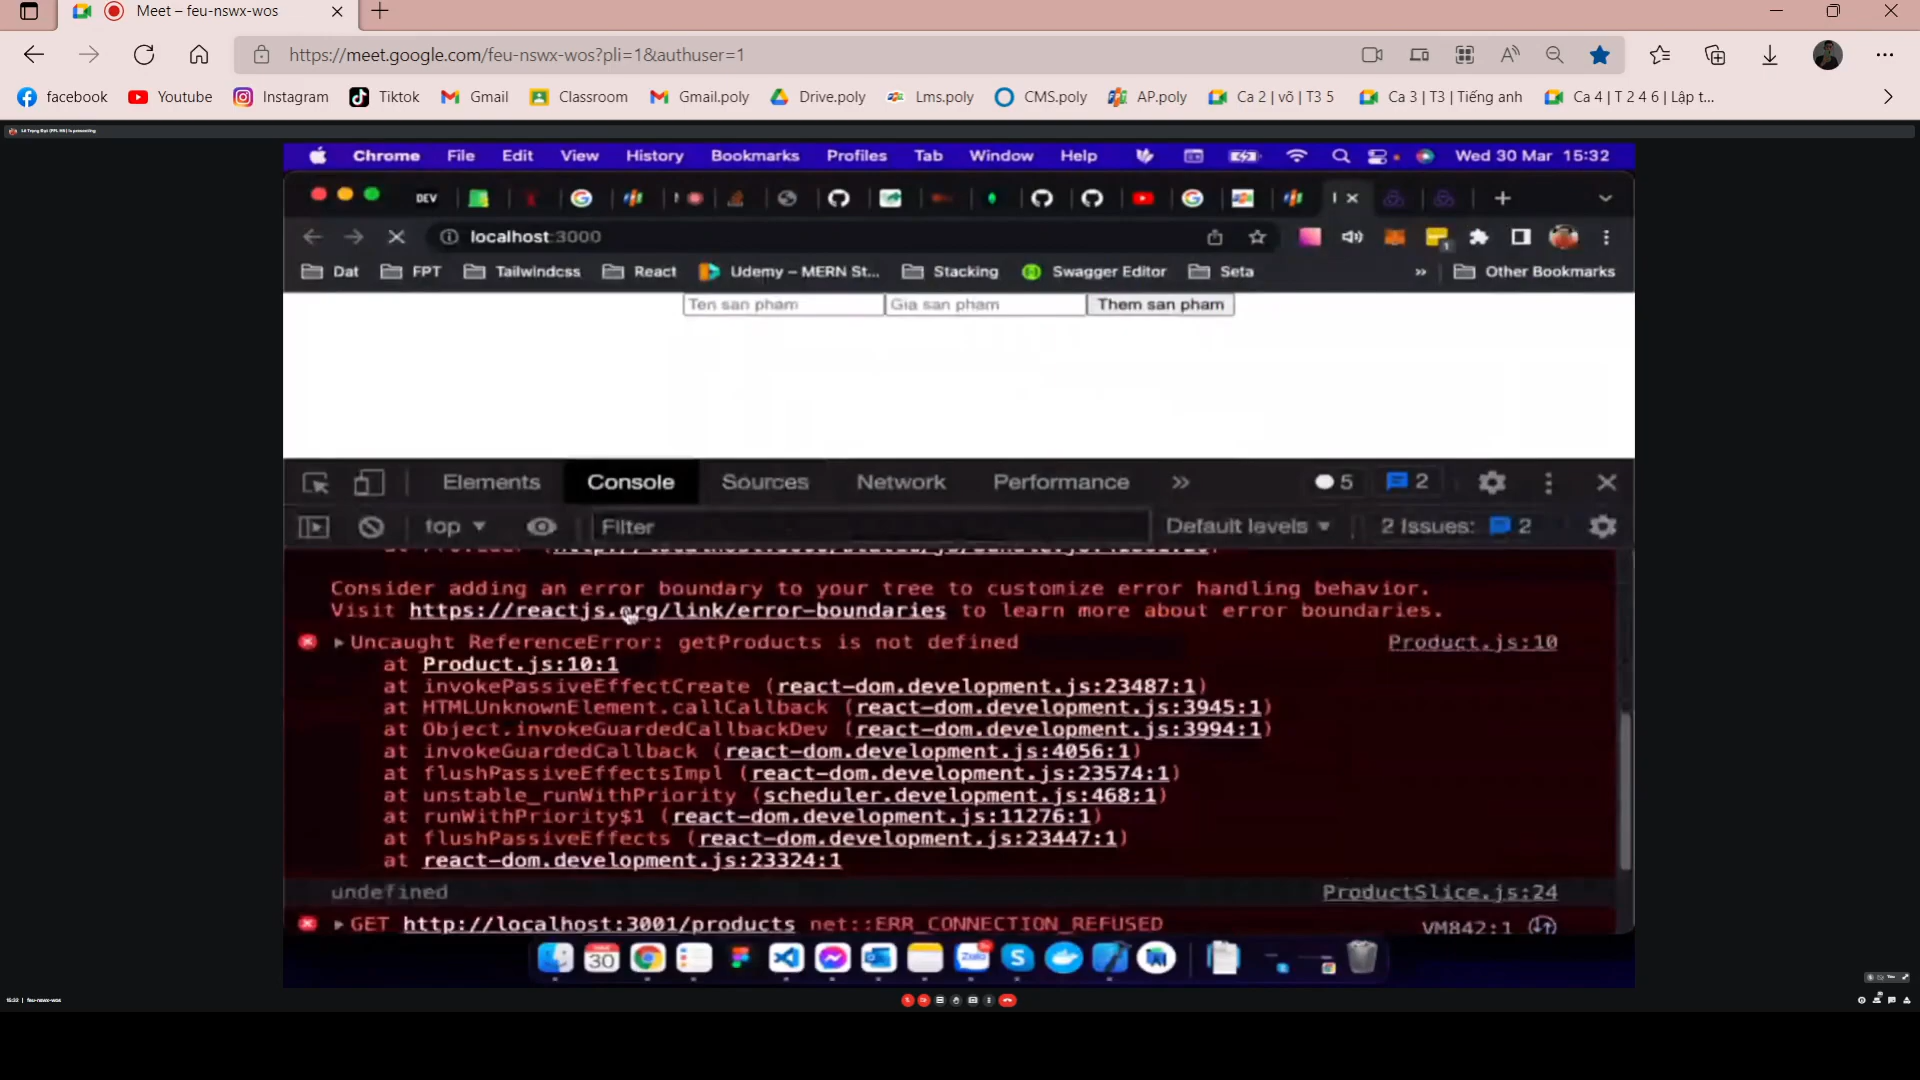 Meet – feu-nswx-wos
https://meet.google.com/feu-nswx-wos?pli=1&authuser=1
facebook Youtube Instagram Tiktok Gmail Classroom Gmail.poly Drive.poly Lms.poly CMS.poly AP.poly Ca 2 | võ | T3 5 Ca 3 | T3 | Tiếng anh Ca 4 | T 2 4 6 | Lập t...
Chrome File Edit View History Bookmarks Profiles Tab Window Help Wed 30 Mar 15:32
DEV
localhost:3000
Dat FPT Tailwindcss React Udemy – MERN St... Stacking Swagger Editor Seta » Other Bookmarks
Ten san pham Gia san pham Them san pham
Elements Console Sources Network Performance » 5 2
top Filter Default levels 2 Issues: 2
Consider adding an error boundary to your tree to customize error handling behavior.
Visit https://reactjs.org/link/error-boundaries to learn more about error boundaries.
Uncaught ReferenceError: getProducts is not defined Product.js:10
at Product.js:10:1
at invokePassiveEffectCreate (react-dom.development.js:23487:1)
at HTMLUnknownElement.callCallback (react-dom.development.js:3945:1)
at Object.invokeGuardedCallbackDev (react-dom.development.js:3994:1)
at invokeGuardedCallback (react-dom.development.js:4056:1)
at flushPassiveEffectsImpl (react-dom.development.js:23574:1)
at unstable_runWithPriority (scheduler.development.js:468:1)
at runWithPriority$1 (react-dom.development.js:11276:1)
at flushPassiveEffects (react-dom.development.js:23447:1)
at react-dom.development.js:23324:1
undefined ProductSlice.js:24
GET http://localhost:3001/products net::ERR_CONNECTION_REFUSED VM842:1
30
15:32 | feu-nswx-wos